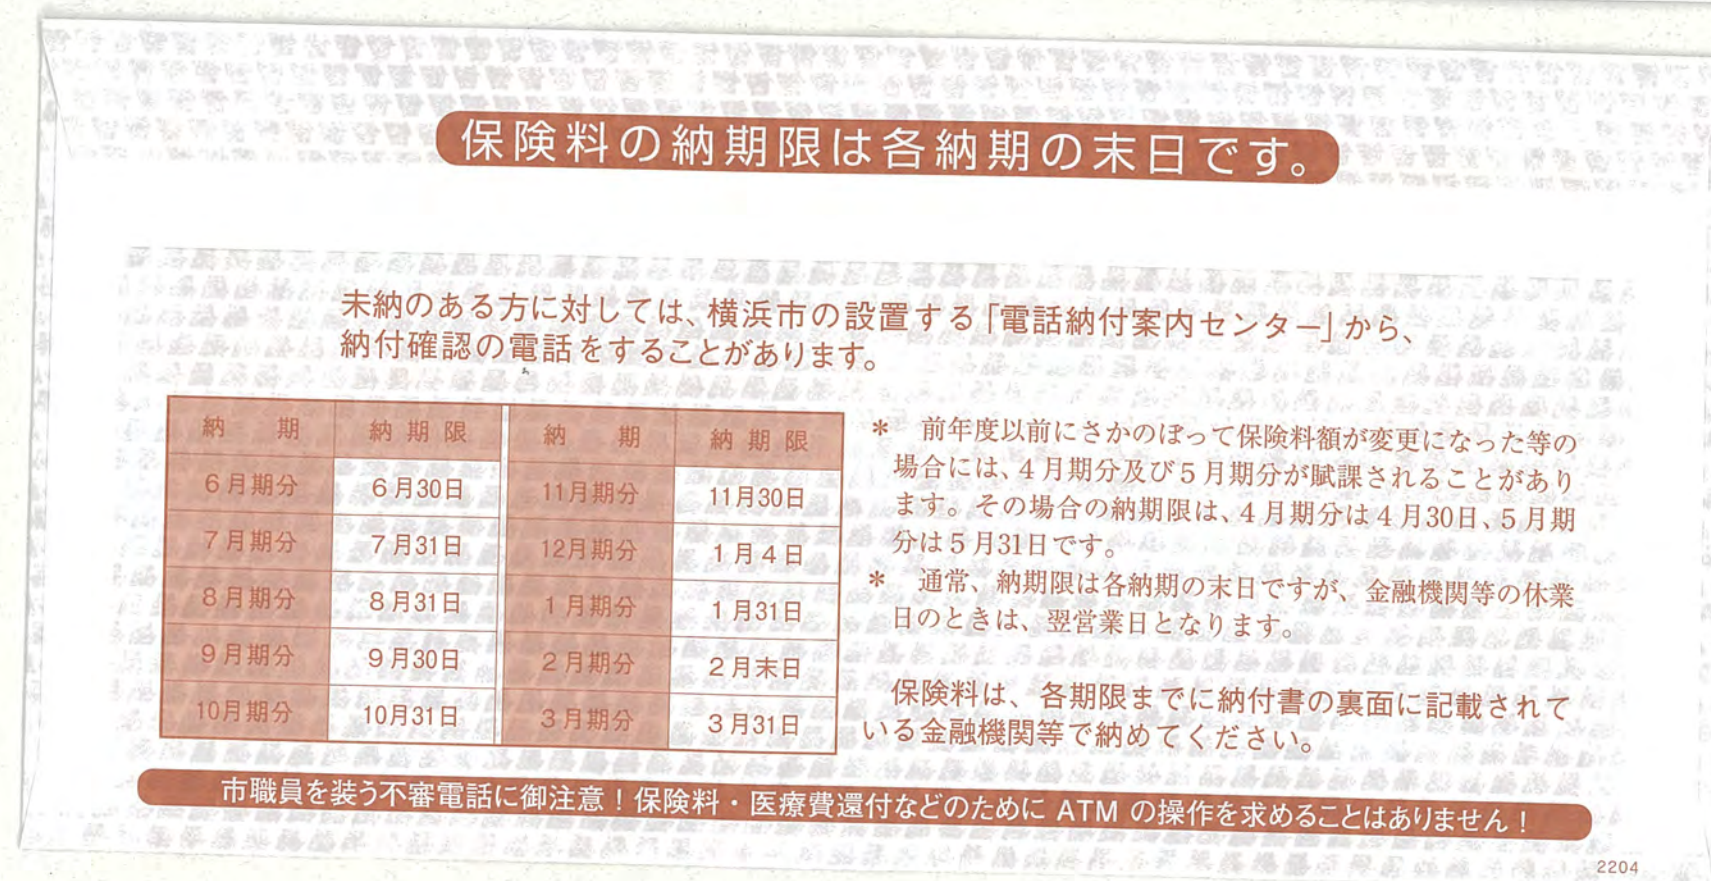 保険料の納期限は各納期の末日です。
未納のある方に対しては、横浜市の設置する「電話納付案内センター」から、
納付確認の電話をすることがあります。
納 期 納期限 納 期 納期限
6月期分 6月30日 11月期分 11月30日
7月期分 7月31日 12月期分 1月4日
8月期分 8月31日 1月期分 1月31日
9月期分 9月30日 2月期分 2月末日
10月期分 10月31日 3月期分 3月31日
* 前年度以前にさかのぼって保険料額が変更になった等の
場合には、4月期分及び5月期分が賦課されることがあり
ます。その場合の納期限は、4月期分は4月30日、5月期
分は5月31日です。
* 通常、納期限は各納期の末日ですが、金融機関等の休業
日のときは、翌営業日となります。
保険料は、各期限までに納付書の裏面に記載されて
いる金融機関等で納めてください。
市職員を装う不審電話に御注意!保険料・医療費還付などのために ATM の操作を求めることはありません!
2204